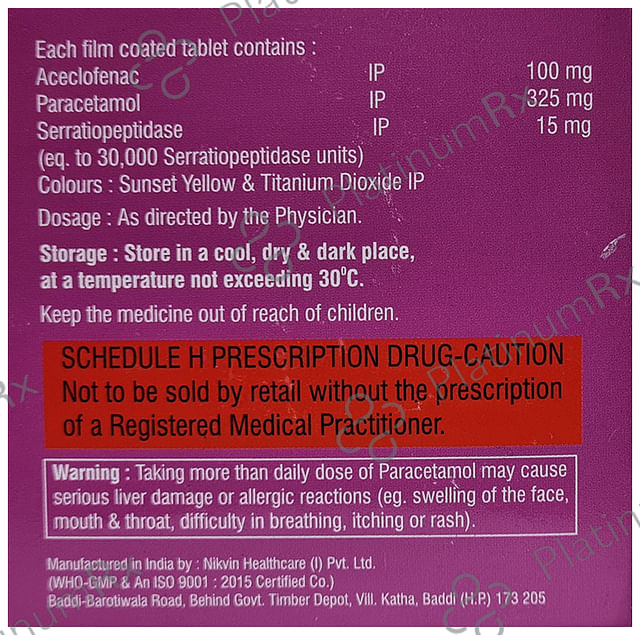 Each film coated tablet contains :
Aceclofenac IP 100 mg
Paracetamol IP 325 mg
Serratiopeptidase IP 15 mg
(eq. to 30,000 Serratiopeptidase units)
Colours : Sunset Yellow & Titanium Dioxide IP
Dosage : As directed by the Physician.
Storage : Store in a cool, dry & dark place,
at a temperature not exceeding 30°C.
Keep the medicine out of reach of children.
SCHEDULE H PRESCRIPTION DRUG-CAUTION
Not to be sold by retail without the prescription
of a Registered Medical Practitioner.
Warning : Taking more than daily dose of Paracetamol may cause
serious liver damage or allergic reactions (eg. swelling of the face,
mouth & throat, difficulty in breathing, itching or rash).
Manufactured in India by : Nikvin Healthcare (I) Pvt. Ltd.
(WHO-GMP & An ISO 9001 : 2015 Certified Co.)
Baddi-Barotiwala Road, Behind Govt. Timber Depot, Vill. Katha, Baddi (H.P.) 173 205
PlatinumRx
PlatinumRx